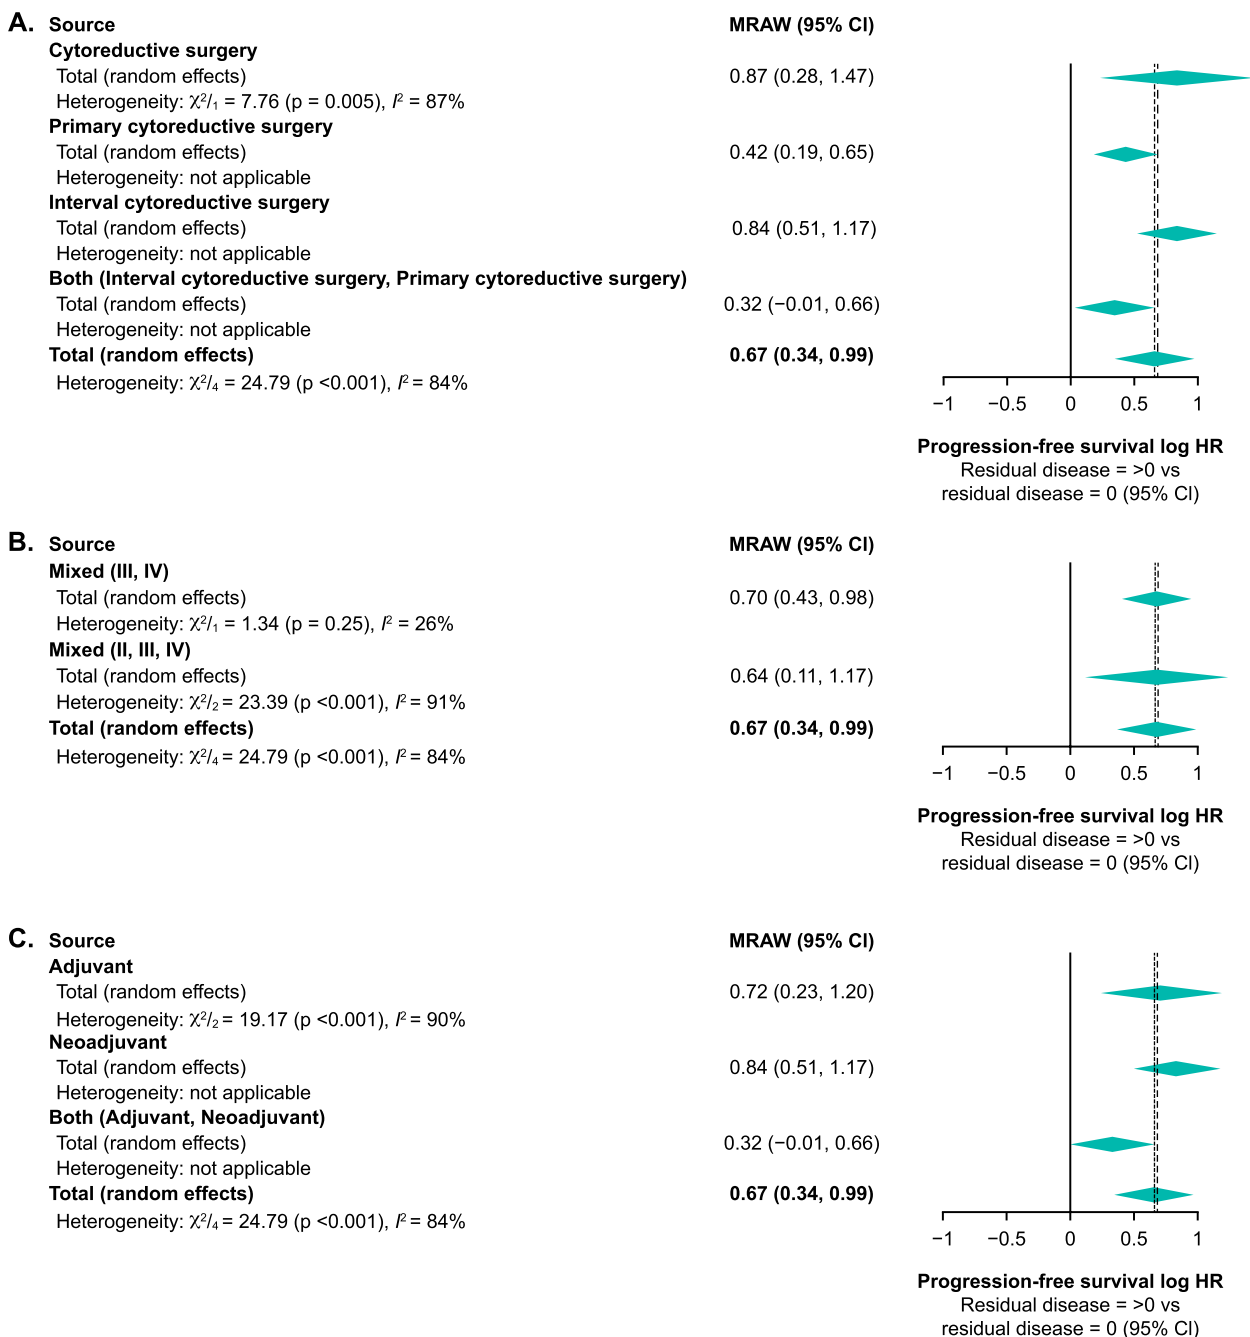 A. Source MRAW (95% CI)
Cytoreductive surgery
Total (random effects) 0.87 (0.28, 1.47)
Heterogeneity: χ²/₁ = 7.76 (p = 0.005), I² = 87%
Primary cytoreductive surgery
Total (random effects) 0.42 (0.19, 0.65)
Heterogeneity: not applicable
Interval cytoreductive surgery
Total (random effects) 0.84 (0.51, 1.17)
Heterogeneity: not applicable
Both (Interval cytoreductive surgery, Primary cytoreductive surgery)
Total (random effects) 0.32 (−0.01, 0.66)
Heterogeneity: not applicable
Total (random effects) 0.67 (0.34, 0.99)
Heterogeneity: χ²/₄ = 24.79 (p <0.001), I² = 84%
−1 −0.5 0 0.5 1
Progression-free survival log HR
Residual disease = >0 vs
residual disease = 0 (95% CI)
B. Source MRAW (95% CI)
Mixed (III, IV)
Total (random effects) 0.70 (0.43, 0.98)
Heterogeneity: χ²/₁ = 1.34 (p = 0.25), I² = 26%
Mixed (II, III, IV)
Total (random effects) 0.64 (0.11, 1.17)
Heterogeneity: χ²/₂ = 23.39 (p <0.001), I² = 91%
Total (random effects) 0.67 (0.34, 0.99)
Heterogeneity: χ²/₄ = 24.79 (p <0.001), I² = 84%
−1 −0.5 0 0.5 1
Progression-free survival log HR
Residual disease = >0 vs
residual disease = 0 (95% CI)
C. Source MRAW (95% CI)
Adjuvant
Total (random effects) 0.72 (0.23, 1.20)
Heterogeneity: χ²/₂ = 19.17 (p <0.001), I² = 90%
Neoadjuvant
Total (random effects) 0.84 (0.51, 1.17)
Heterogeneity: not applicable
Both (Adjuvant, Neoadjuvant)
Total (random effects) 0.32 (−0.01, 0.66)
Heterogeneity: not applicable
Total (random effects) 0.67 (0.34, 0.99)
Heterogeneity: χ²/₄ = 24.79 (p <0.001), I² = 84%
−1 −0.5 0 0.5 1
Progression-free survival log HR
Residual disease = >0 vs
residual disease = 0 (95% CI)